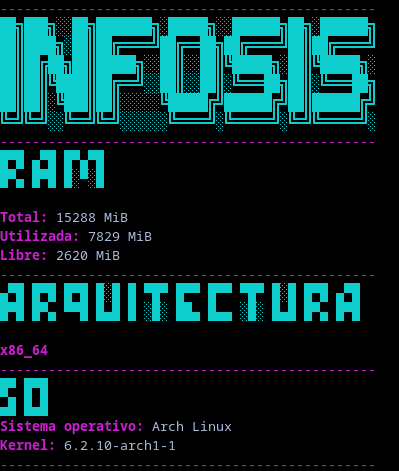 INFOSIS
RAM
Total: 15288 MiB
Utilizada: 7829 MiB
Libre: 2620 MiB
ARQUITECTURA
x86_64
SO
Sistema operativo: Arch Linux
Kernel: 6.2.10-arch1-1